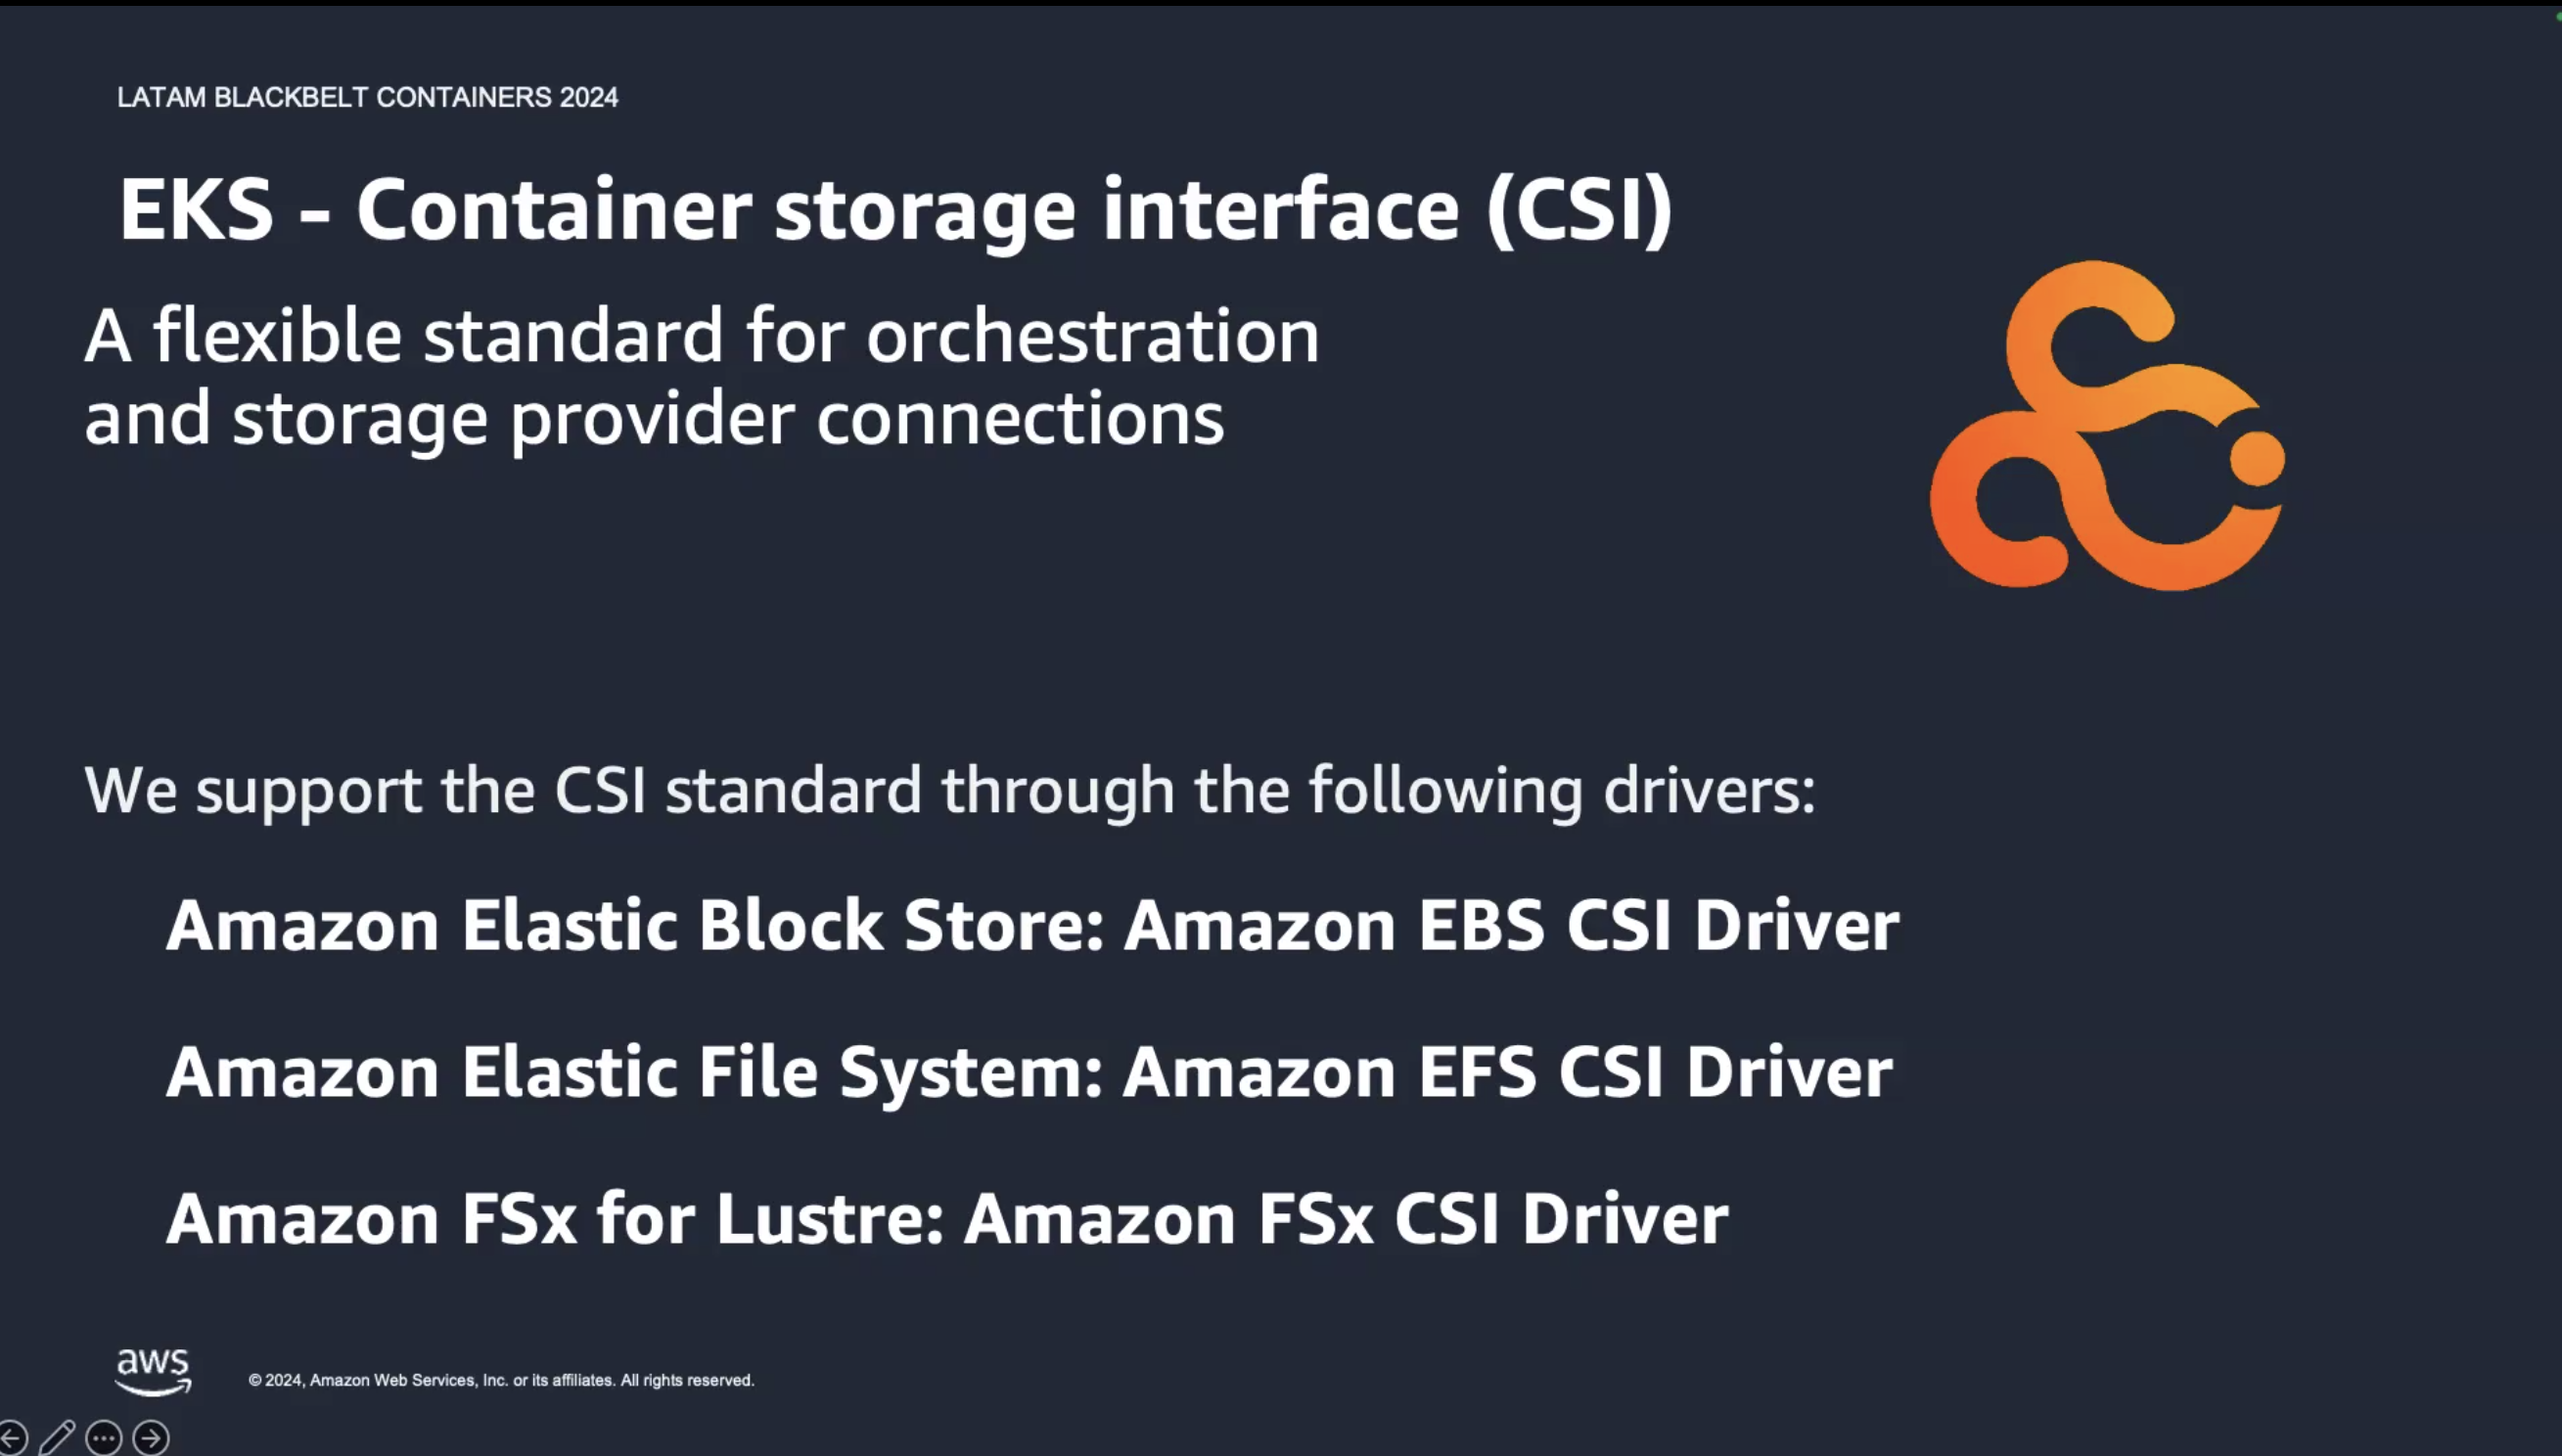 LATAM BLACKBELT CONTAINERS 2024
EKS - Container storage interface (CSI)
A flexible standard for orchestration
and storage provider connections
We support the CSI standard through the following drivers:
Amazon Elastic Block Store: Amazon EBS CSI Driver
Amazon Elastic File System: Amazon EFS CSI Driver
Amazon FSx for Lustre: Amazon FSx CSI Driver
aws
© 2024, Amazon Web Services, Inc. or its affiliates. All rights reserved.